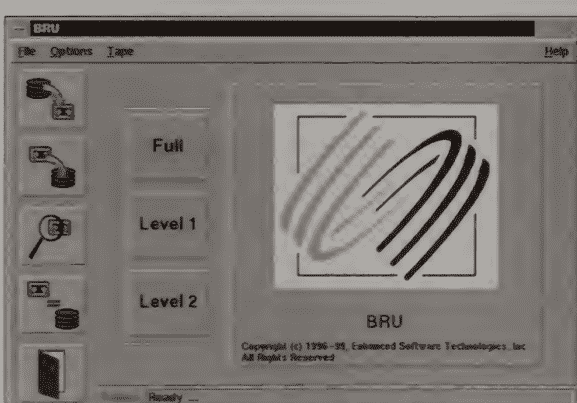 BRU
File Options Tape Help
Full
Level 1
Level 2
BRU
Copyright (c) 1996-99, Enhanced Software Technologies, Inc
All Rights Reserved
Ready ...